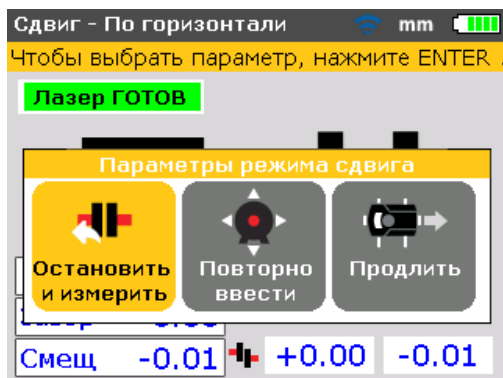 Сдвиг - По горизонтали mm
Чтобы выбрать параметр, нажмите ENTER .
Лазер ГОТОВ
Параметры режима сдвига
Остановить и измерить
Повторно ввести
Продлить
Смещ -0.01 +0.00 -0.01